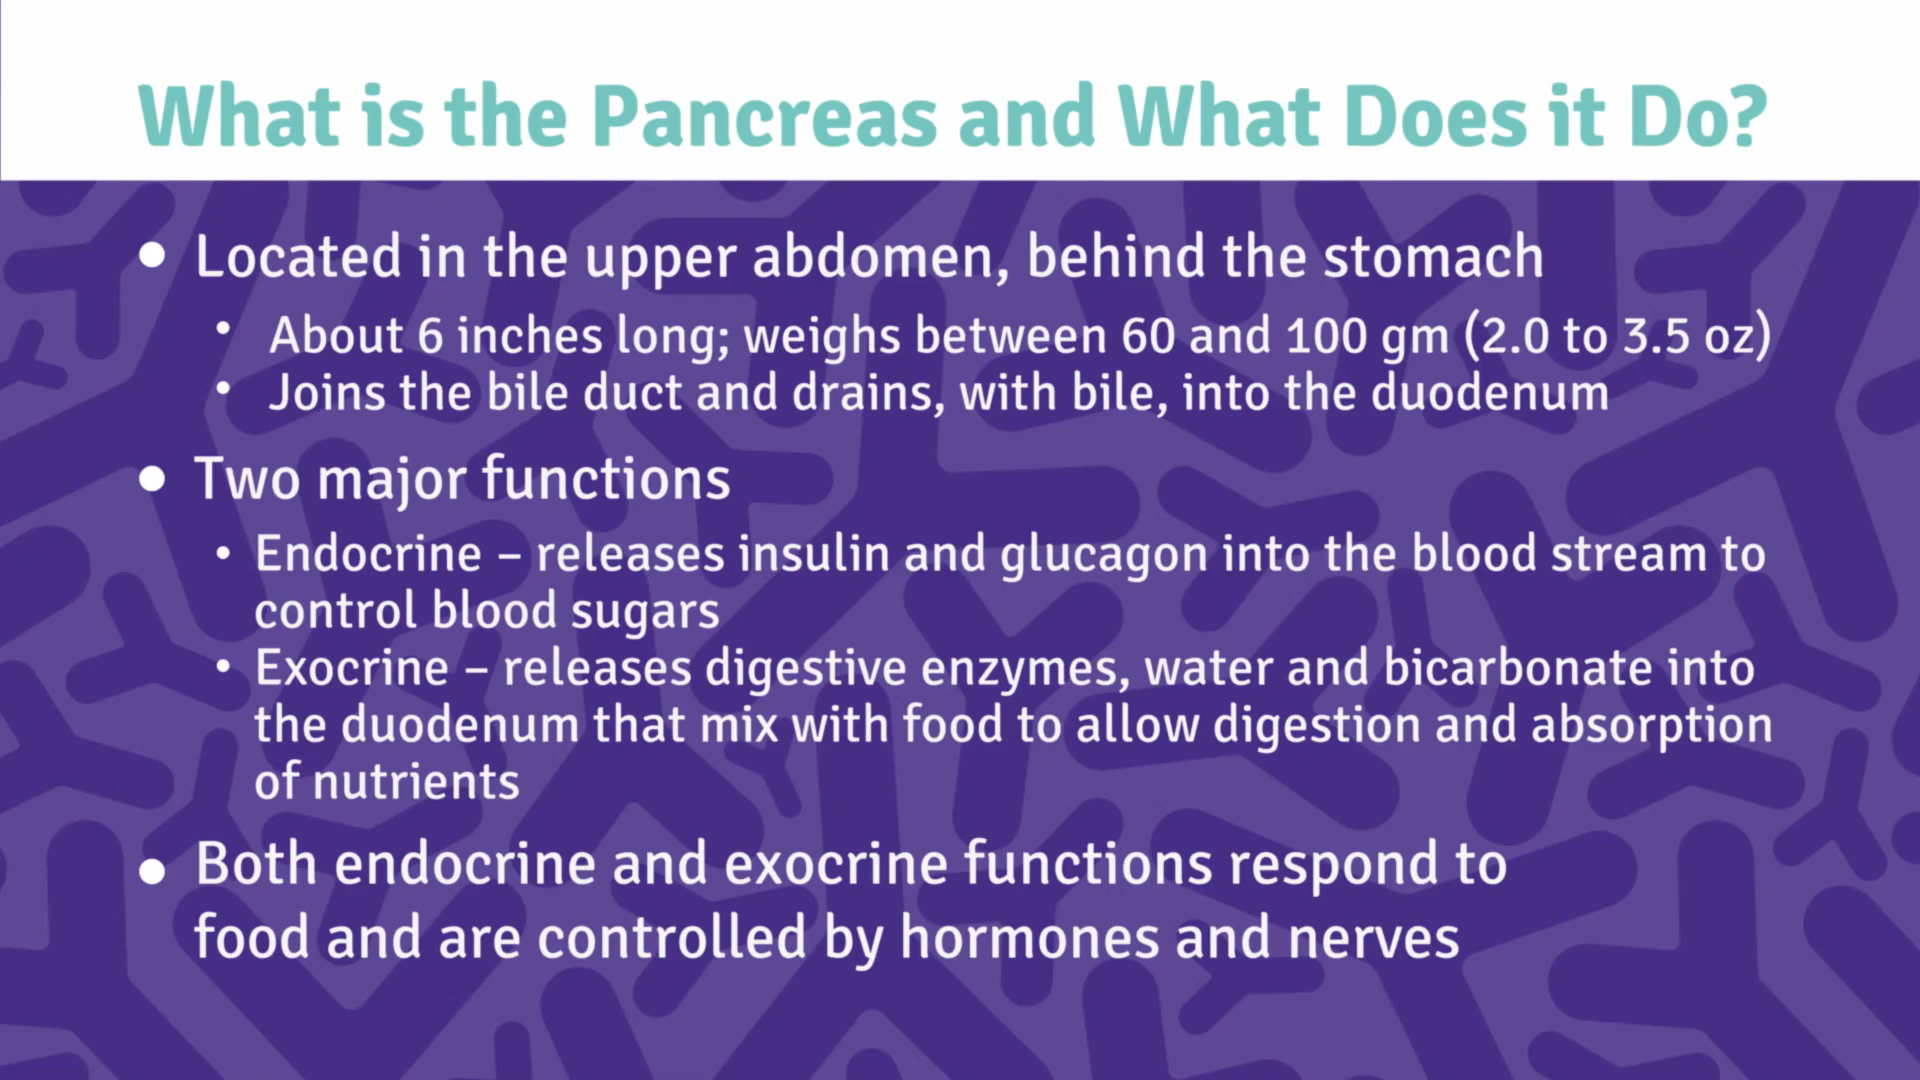 What is the Pancreas and What Does it Do?
• Located in the upper abdomen, behind the stomach
• About 6 inches long; weighs between 60 and 100 gm (2.0 to 3.5 oz)
• Joins the bile duct and drains, with bile, into the duodenum
• Two major functions
• Endocrine – releases insulin and glucagon into the blood stream to
control blood sugars
• Exocrine – releases digestive enzymes, water and bicarbonate into
the duodenum that mix with food to allow digestion and absorption
of nutrients
• Both endocrine and exocrine functions respond to
food and are controlled by hormones and nerves